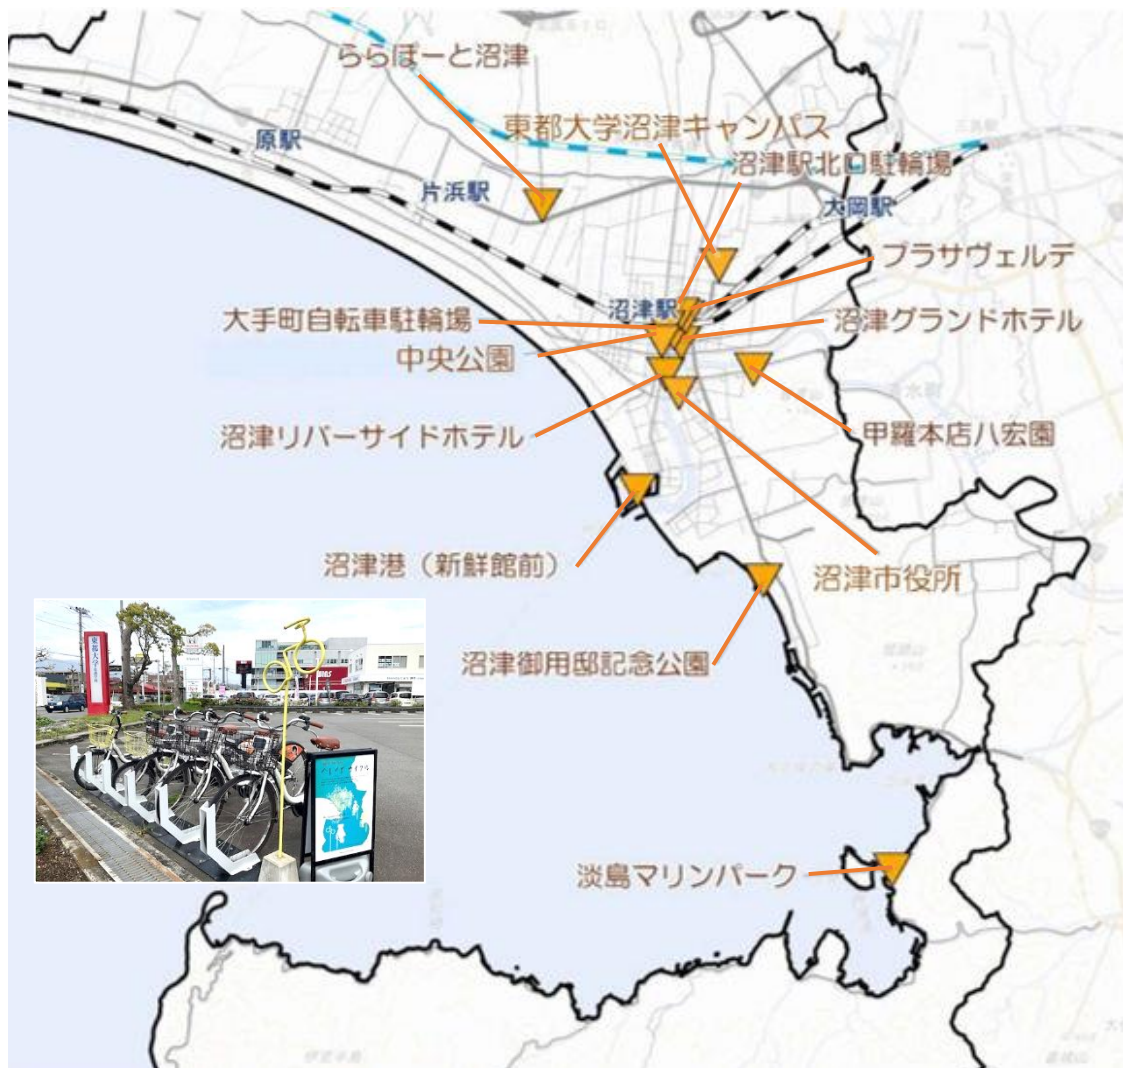 ららぽーと沼津
東都大学沼津キャンパス
原駅
沼津駅北口駐輪場
片浜駅
大岡駅
プラサヴェルデ
沼津駅
大手町自転車駐輪場
沼津グランドホテル
中央公園
沼津リバーサイドホテル
甲羅本店八宏園
沼津港（新鮮館前）
沼津市役所
沼津御用邸記念公園
東都大学
淡島マリンパーク